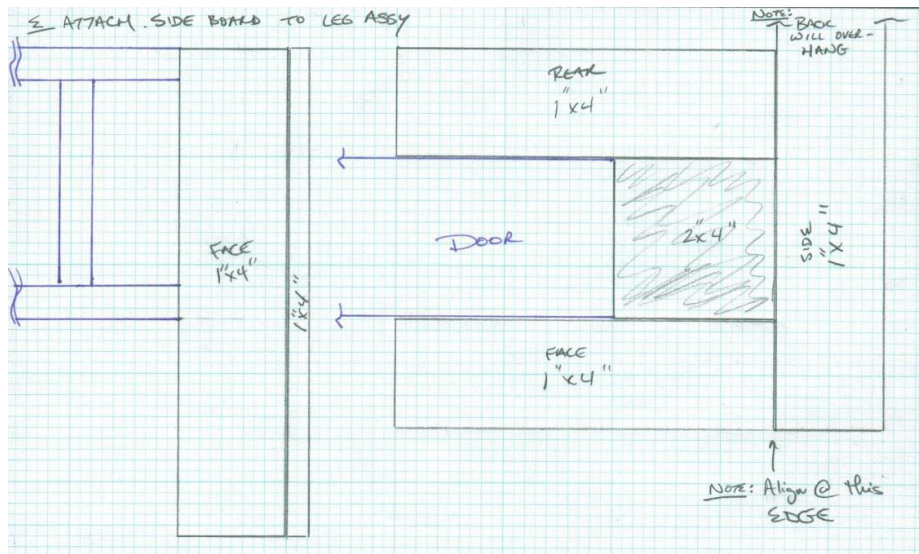 Σ ATTACH. SIDE BOARD TO LEG ASSY
NOTE:
BACK
WILL OVER-
HANG
REAR
1"x4"
FACE
1"x4"
1"x4"
DOOR
2"x4"
SIDE
1"x4"
FACE
1"x4"
NOTE: Align @ this
EDGE